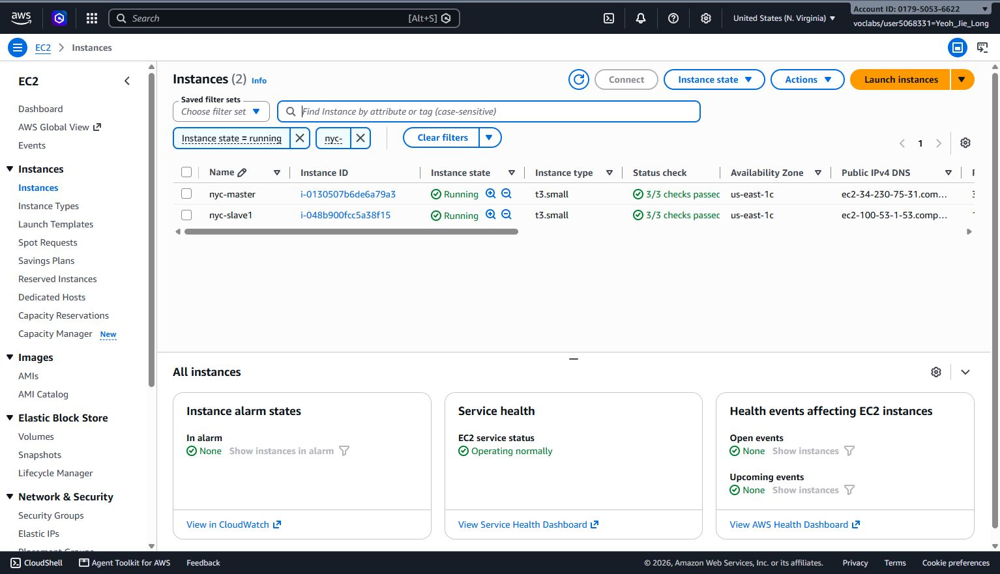 aws
Search
[Alt+S]
United States (N. Virginia)
Account ID: 0179-5053-6622
voclabs/user5068331=Yeoh_Jie_Long
EC2
Instances
EC2
Dashboard
AWS Global View
Events
Instances
Instances
Instance Types
Launch Templates
Spot Requests
Savings Plans
Reserved Instances
Dedicated Hosts
Capacity Reservations
Capacity Manager New
Images
AMIs
AMI Catalog
Elastic Block Store
Volumes
Snapshots
Lifecycle Manager
Network & Security
Security Groups
Elastic IPs
Placement Groups
Instances (2) Info
Connect
Instance state
Actions
Launch instances
Saved filter sets
Choose filter set
Find Instance by attribute or tag (case-sensitive)
Instance state = running
nyc-
Clear filters
1
Name Instance ID Instance state Instance type Status check Availability Zone Public IPv4 DNS
nyc-master i-0130507b6de6a79a3 Running t3.small 3/3 checks passed us-east-1c ec2-34-230-75-31.com… 3
nyc-slave1 i-048b900fcc5a38f15 Running t3.small 3/3 checks passed us-east-1c ec2-100-53-1-53.comp…
All instances
Instance alarm states
In alarm
None Show instances in alarm
View in CloudWatch
Service health
EC2 service status
Operating normally
View Service Health Dashboard
Health events affecting EC2 instances
Open events
None Show instances
Upcoming events
None Show instances
View AWS Health Dashboard
CloudShell
Agent Toolkit for AWS
Feedback
© 2026, Amazon Web Services, Inc. or its affiliates.
Privacy
Terms
Cookie preferences